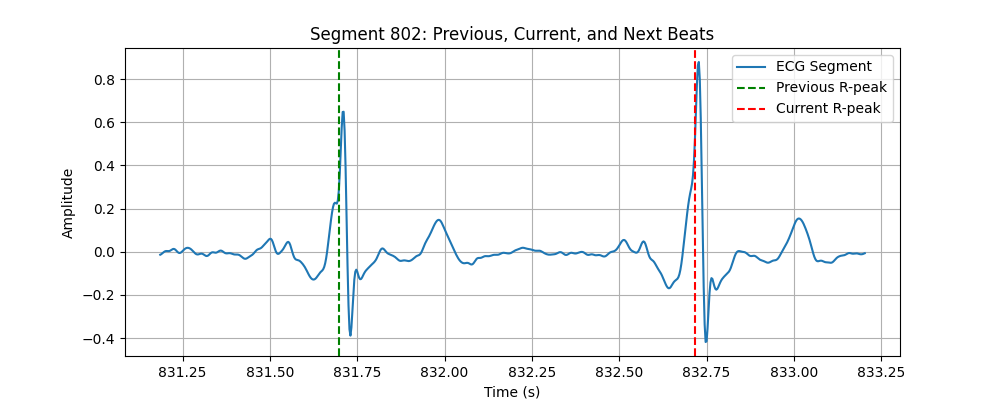 Segment 802: Previous, Current, and Next Beats
ECG Segment
Previous R-peak
Current R-peak
Amplitude
0.8
0.6
0.4
0.2
0.0
−0.2
−0.4
831.25 831.50 831.75 832.00 832.25 832.50 832.75 833.00 833.25
Time (s)